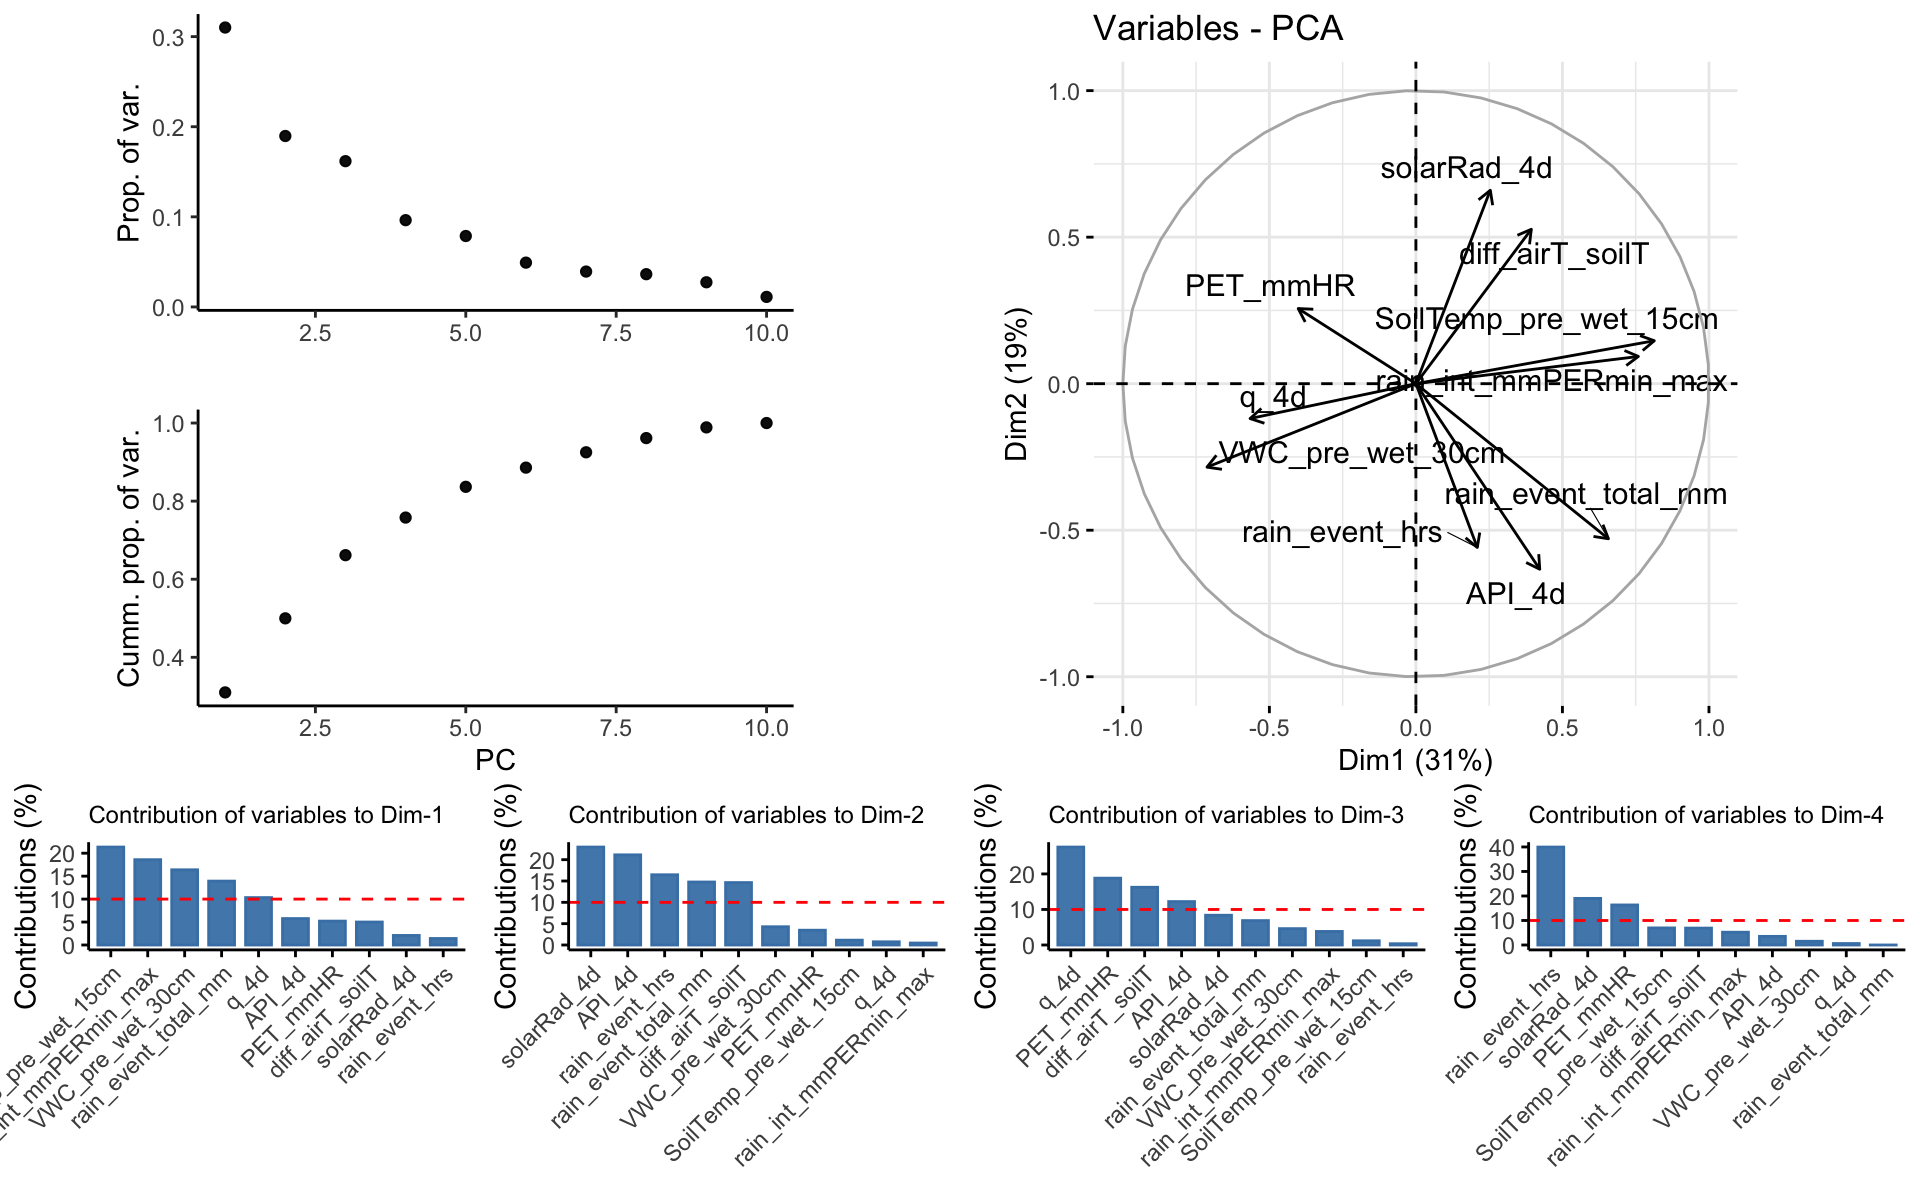 0.3
0.2
0.1
0.0
Prop. of var.
2.5 5.0 7.5 10.0
1.0
0.8
0.6
0.4
Cumm. prop. of var.
2.5 5.0 7.5 10.0
PC
Variables - PCA
1.0
0.5
0.0
-0.5
-1.0
Dim2 (19%)
solarRad_4d
diff_airT_soilT
PET_mmHR
SoilTemp_pre_wet_15cm
rain_int_mmPERmin_max
q_4d
VWC_pre_wet_30cm
rain_event_total_mm
rain_event_hrs
API_4d
-1.0 -0.5 0.0 0.5 1.0
Dim1 (31%)
Contribution of variables to Dim-1
Contributions (%)
20
15
10
5
0
_pre_wet_15cm
int_mmPERmin_max
VWC_pre_wet_30cm
rain_event_total_mm
q_4d
API_4d
PET_mmHR
diff_airT_soilT
solarRad_4d
rain_event_hrs
Contribution of variables to Dim-2
Contributions (%)
20
15
10
5
0
solarRad_4d
API_4d
rain_event_hrs
rain_event_total_mm
diff_airT_soilT
VWC_pre_wet_30cm
PET_mmHR
SoilTemp_pre_wet_15cm
q_4d
rain_int_mmPERmin_max
Contribution of variables to Dim-3
Contributions (%)
20
10
0
q_4d
PET_mmHR
diff_airT_soilT
API_4d
solarRad_4d
rain_event_total_mm
VWC_pre_wet_30cm
rain_int_mmPERmin_max
SoilTemp_pre_wet_15cm
rain_event_hrs
Contribution of variables to Dim-4
Contributions (%)
40
30
20
10
0
rain_event_hrs
solarRad_4d
PET_mmHR
SoilTemp_pre_wet_15cm
diff_airT_soilT
rain_int_mmPERmin_max
API_4d
VWC_pre_wet_30cm
q_4d
rain_event_total_mm